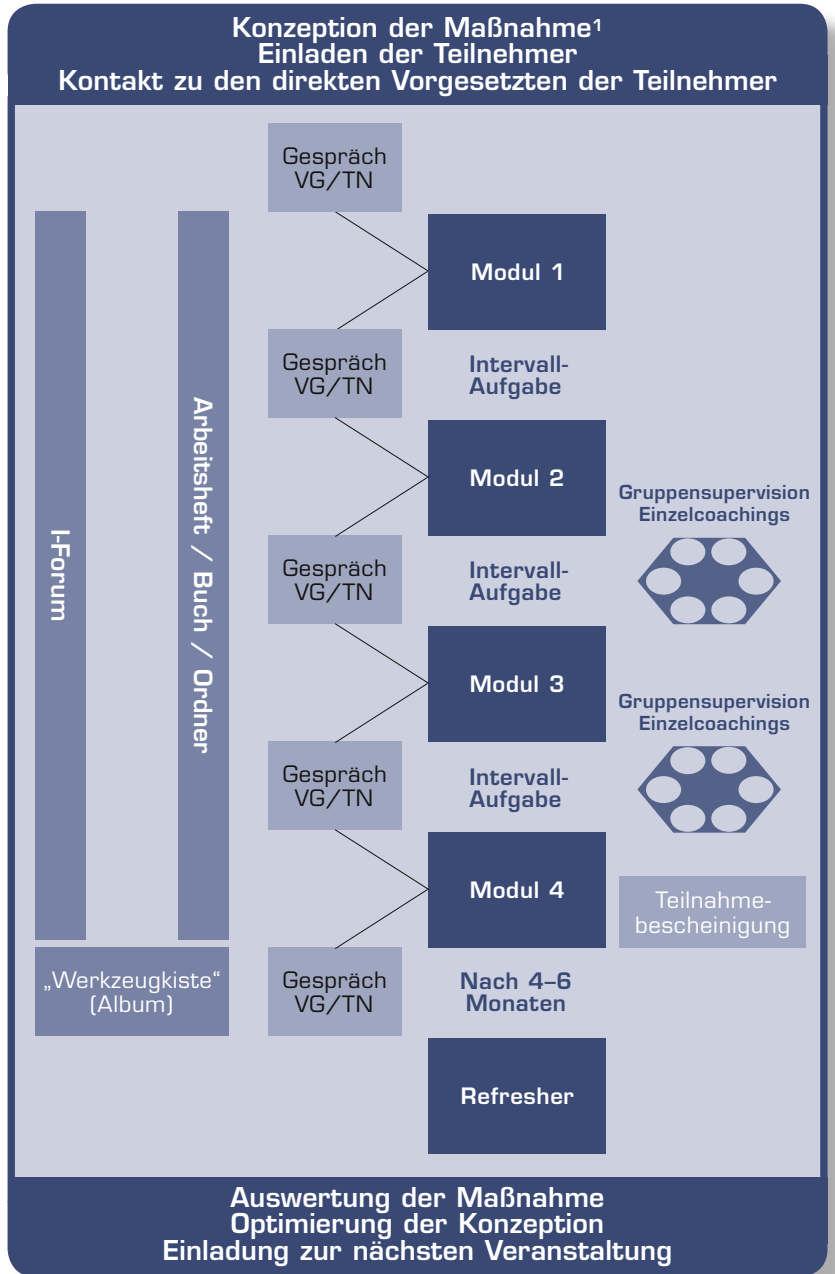 Konzeption der Maßnahme¹
Einladen der Teilnehmer
Kontakt zu den direkten Vorgesetzten der Teilnehmer
Gespräch
VG/TN
Modul 1
Gespräch
VG/TN
Intervall-
Aufgabe
I-Forum
Arbeitsheft / Buch / Ordner
Modul 2
Gruppensupervision
Einzelcoachings
Gespräch
VG/TN
Intervall-
Aufgabe
Modul 3
Gruppensupervision
Einzelcoachings
Gespräch
VG/TN
Intervall-
Aufgabe
Modul 4
Teilnahme-
bescheinigung
„Werkzeugkiste“
(Album)
Gespräch
VG/TN
Nach 4–6
Monaten
Refresher
Auswertung der Maßnahme
Optimierung der Konzeption
Einladung zur nächsten Veranstaltung